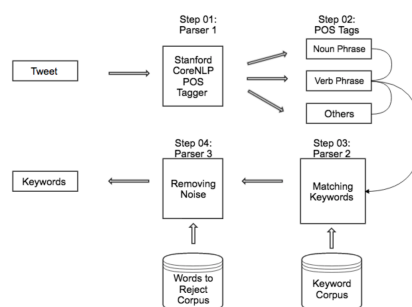 Step 01:
Parser 1
Step 02:
POS Tags
Tweet
Stanford
CoreNLP
POS
Tagger
Noun Phrase
Verb Phrase
Others
Step 04:
Parser 3
Step 03:
Parser 2
Keywords
Removing
Noise
Matching
Keywords
Words to
Reject
Corpus
Keyword
Corpus